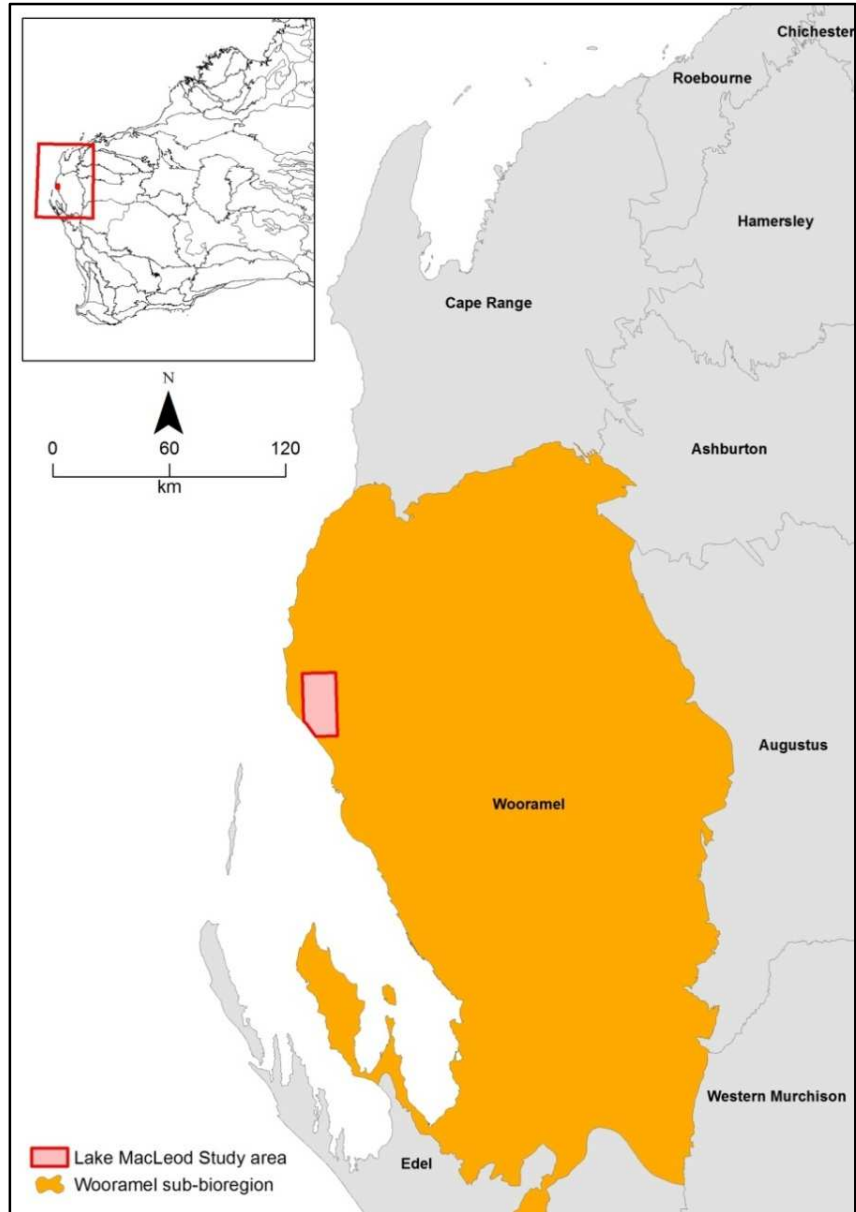 Chichester
Roebourne
Hamersley
Cape Range
N
0 60 120
km
Ashburton
Augustus
Wooramel
Western Murchison
Edel
Lake MacLeod Study area
Wooramel sub-bioregion